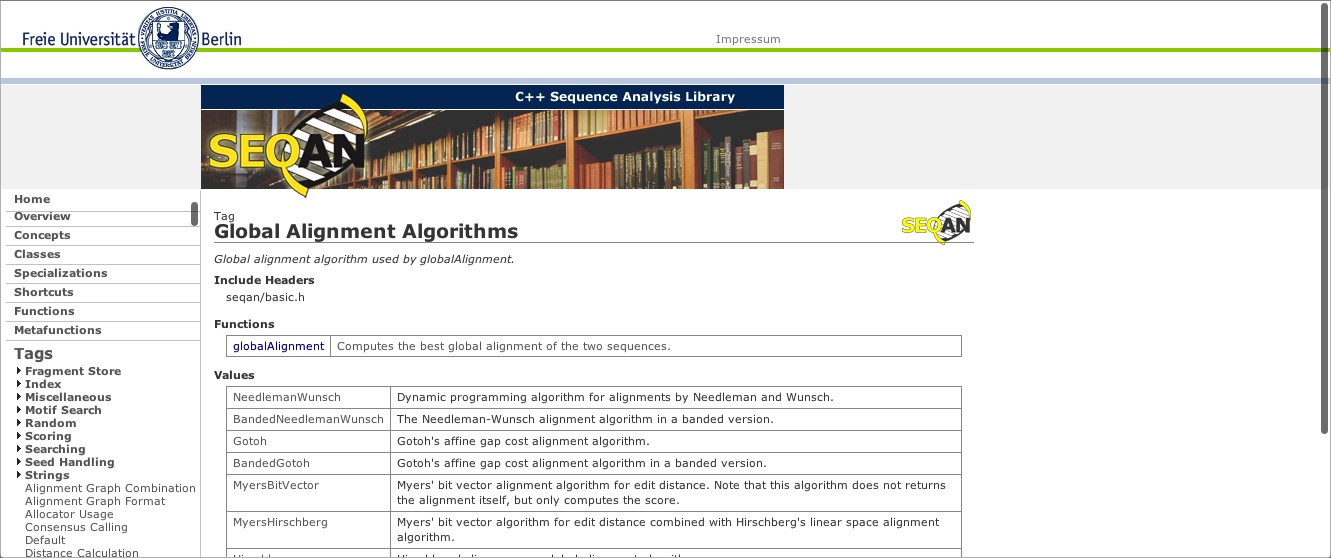 Freie Universität Berlin
Impressum
C++ Sequence Analysis Library
SEQAN
Home
Overview
Concepts
Classes
Specializations
Shortcuts
Functions
Metafunctions
Tags
Fragment Store
Index
Miscellaneous
Motif Search
Random
Scoring
Searching
Seed Handling
Strings
Alignment Graph Combination
Alignment Graph Format
Allocator Usage
Consensus Calling
Default
Distance Calculation
Tag
Global Alignment Algorithms
SEQAN
Global alignment algorithm used by globalAlignment.
Include Headers
seqan/basic.h
Functions
globalAlignment Computes the best global alignment of the two sequences.
Values
NeedlemanWunsch Dynamic programming algorithm for alignments by Needleman and Wunsch.
BandedNeedlemanWunsch The Needleman-Wunsch alignment algorithm in a banded version.
Gotoh Gotoh's affine gap cost alignment algorithm.
BandedGotoh Gotoh's affine gap cost alignment algorithm in a banded version.
MyersBitVector Myers' bit vector alignment algorithm for edit distance. Note that this algorithm does not returns
the alignment itself, but only computes the score.
MyersHirschberg Myers' bit vector algorithm for edit distance combined with Hirschberg's linear space alignment
algorithm.